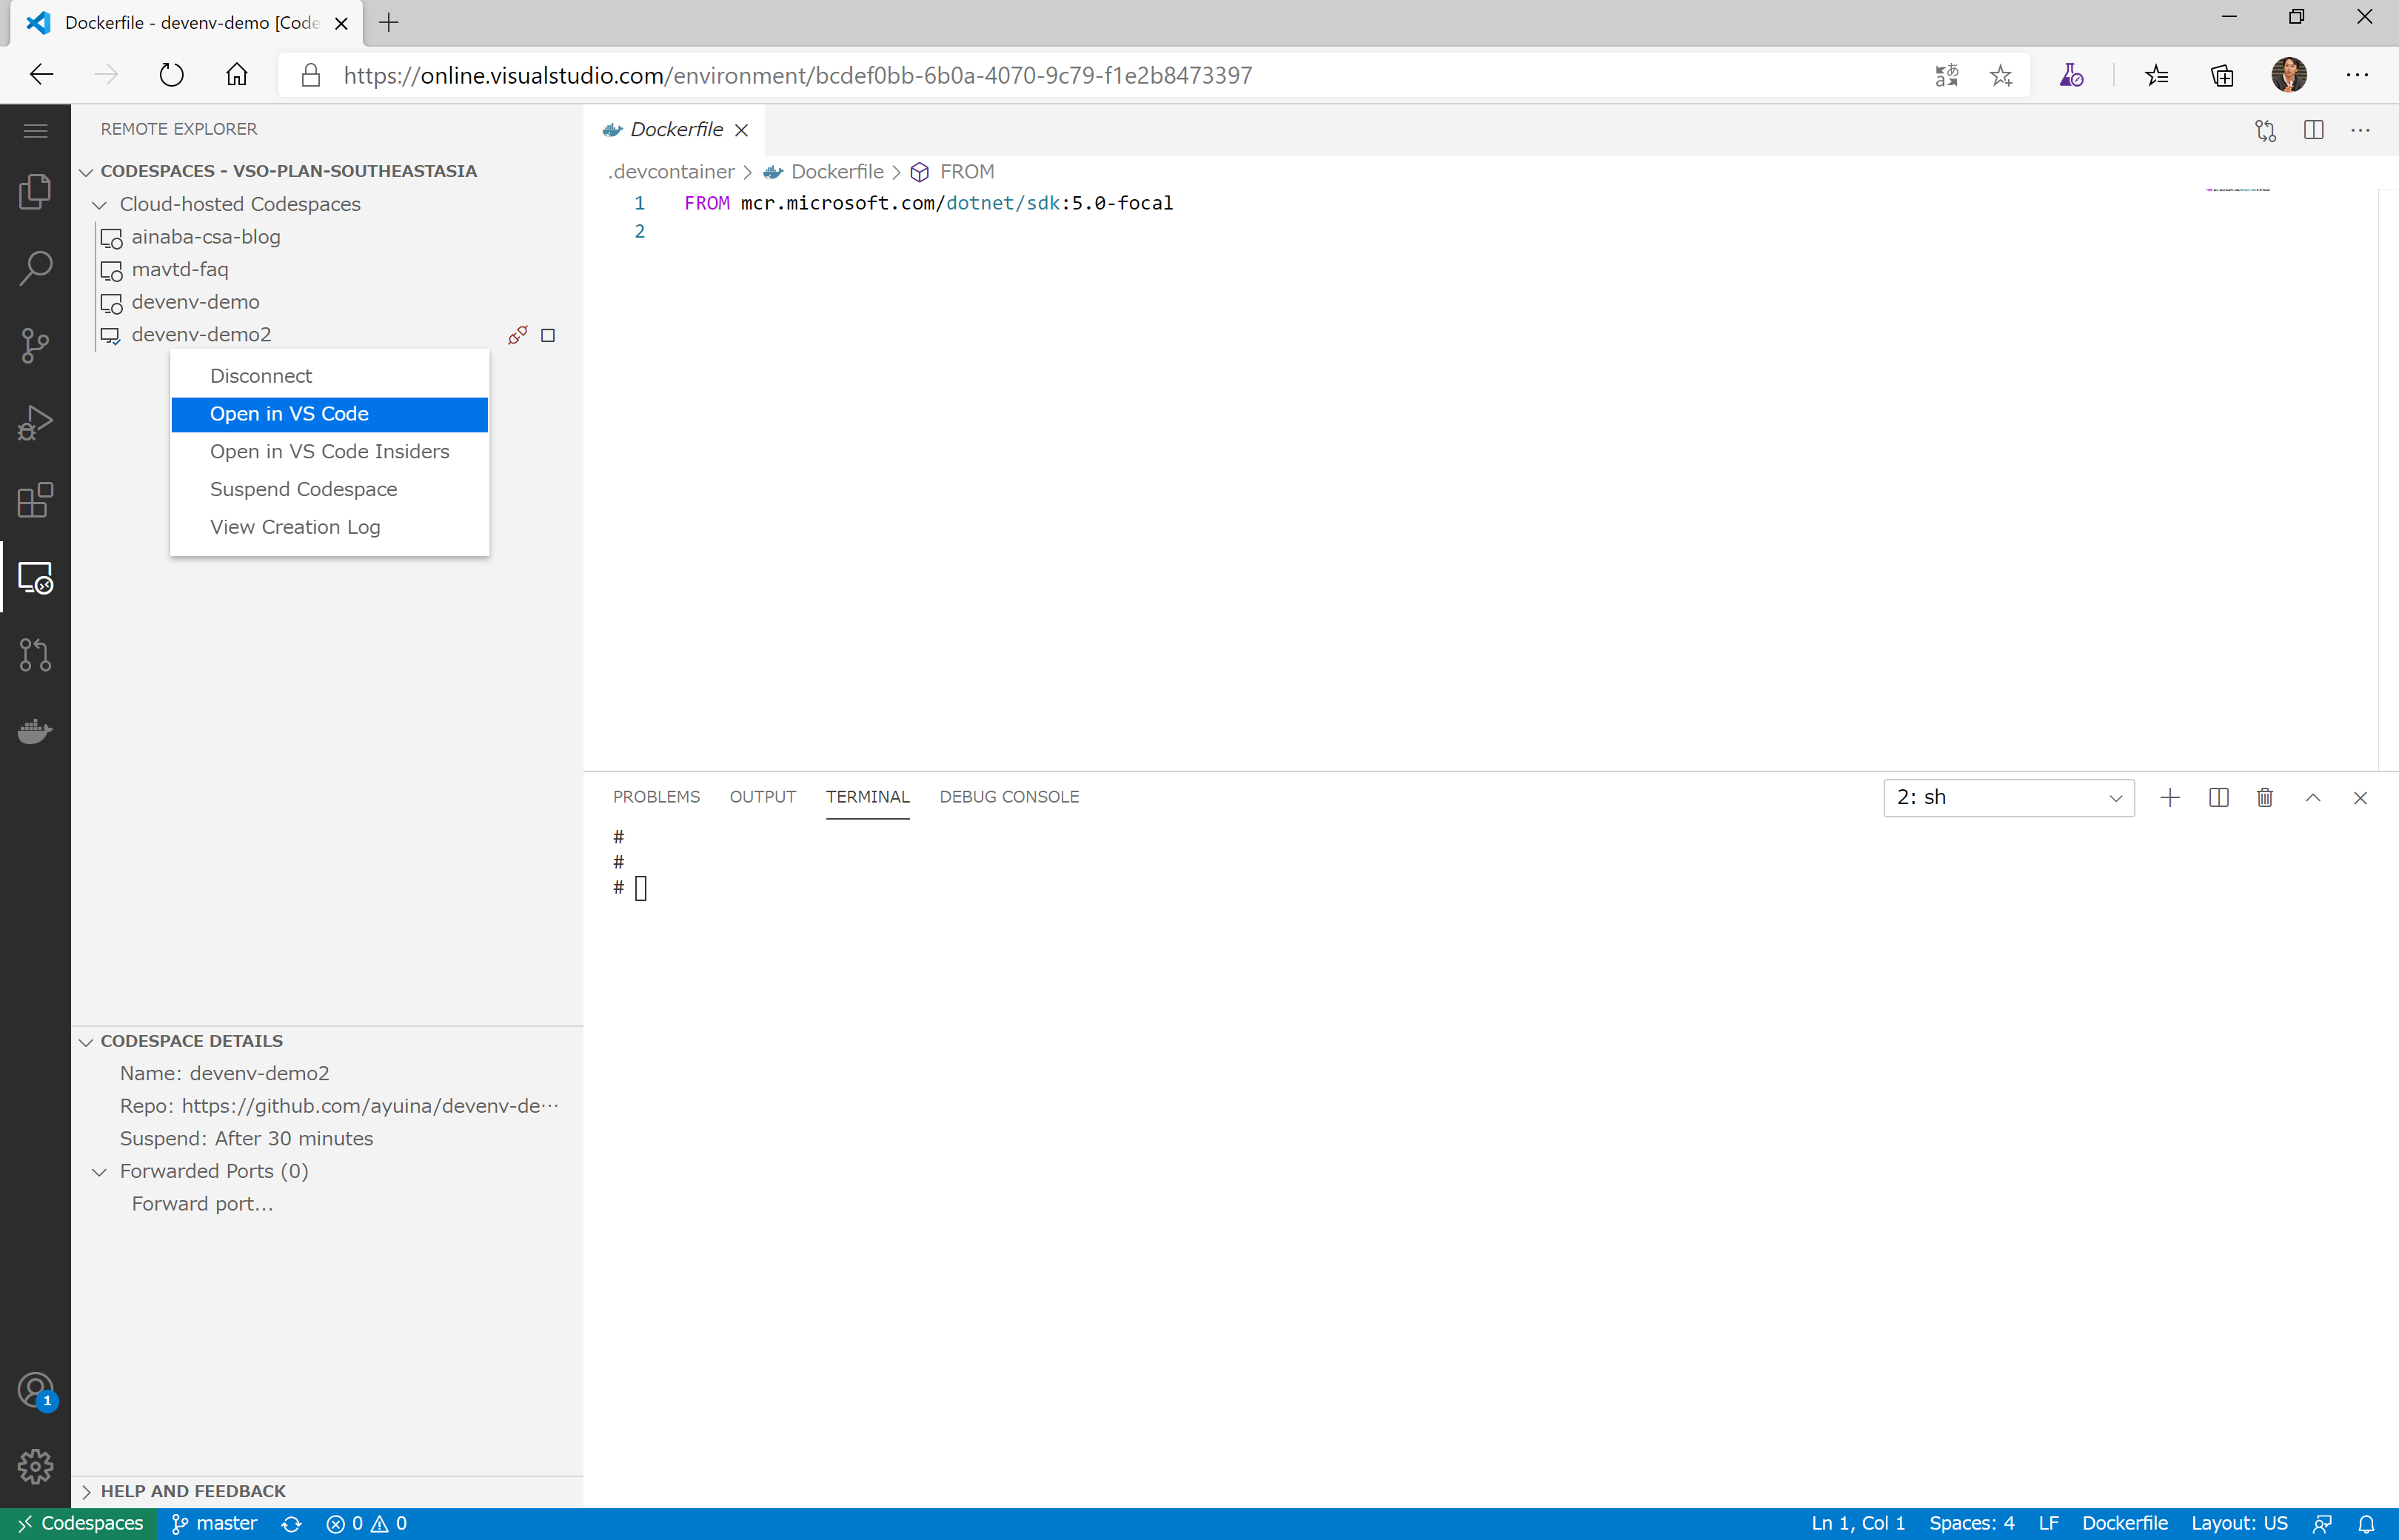 Dockerfile - devenv-demo [Code
https://online.visualstudio.com/environment/bcdef0bb-6b0a-4070-9c79-f1e2b8473397
REMOTE EXPLORER
CODESPACES - VSO-PLAN-SOUTHEASTASIA
Cloud-hosted Codespaces
ainaba-csa-blog
mavtd-faq
devenv-demo
devenv-demo2
Disconnect
Open in VS Code
Open in VS Code Insiders
Suspend Codespace
View Creation Log
Dockerfile
.devcontainer > Dockerfile > FROM
1 FROM mcr.microsoft.com/dotnet/sdk:5.0-focal
2
PROBLEMS OUTPUT TERMINAL DEBUG CONSOLE 2: sh
#
#
#
CODESPACE DETAILS
Name: devenv-demo2
Repo: https://github.com/ayuina/devenv-de···
Suspend: After 30 minutes
Forwarded Ports (0)
Forward port...
1
HELP AND FEEDBACK
Codespaces master 0 0 Ln 1, Col 1 Spaces: 4 LF Dockerfile Layout: US